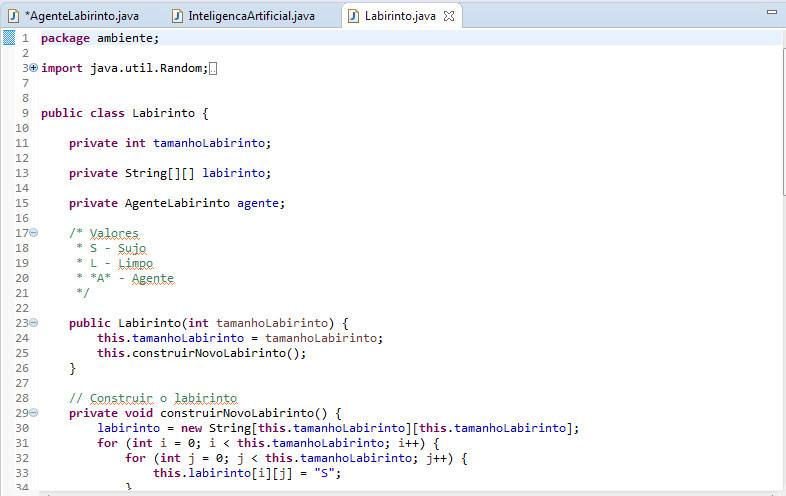 *AgenteLabirinto.java InteligencaArtificial.java Labirinto.java
1 package ambiente;
2
3 import java.util.Random;
7
8
9 public class Labirinto {
10
11     private int tamanhoLabirinto;
12
13     private String[][] labirinto;
14
15     private AgenteLabirinto agente;
16
17     /* Valores
18      * S - Sujo
19      * L - Limpo
20      * *A* - Agente
21      */
22
23     public Labirinto(int tamanhoLabirinto) {
24         this.tamanhoLabirinto = tamanhoLabirinto;
25         this.construirNovoLabirinto();
26     }
27
28     // Construir o labirinto
29     private void construirNovoLabirinto() {
30         labirinto = new String[this.tamanhoLabirinto][this.tamanhoLabirinto];
31         for (int i = 0; i < this.tamanhoLabirinto; i++) {
32             for (int j = 0; j < this.tamanhoLabirinto; j++) {
33                 this.labirinto[i][j] = "S";
34             }